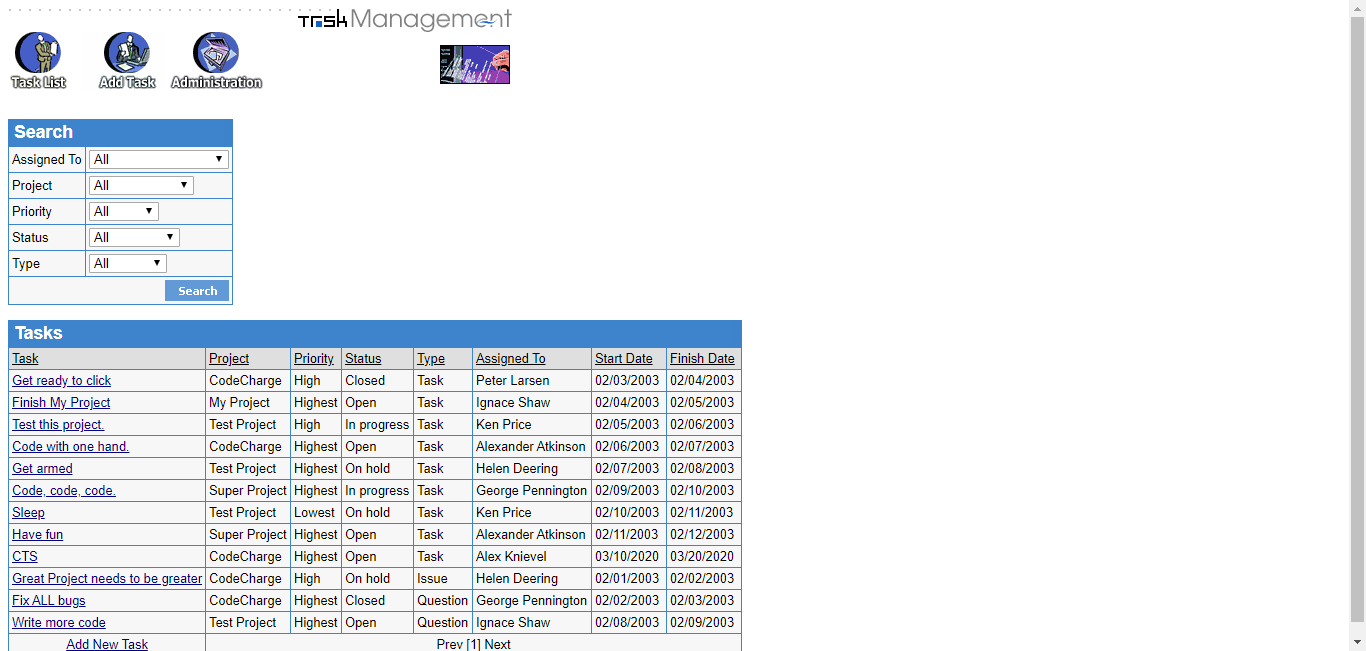 Task Management
Task List Add Task Administration
Search
Assigned To All
Project All
Priority All
Status All
Type All
Search
Tasks
Task Project Priority Status Type Assigned To Start Date Finish Date
Get ready to click CodeCharge High Closed Task Peter Larsen 02/03/2003 02/04/2003
Finish My Project My Project Highest Open Task Ignace Shaw 02/04/2003 02/05/2003
Test this project. Test Project High In progress Task Ken Price 02/05/2003 02/06/2003
Code with one hand. CodeCharge Highest Open Task Alexander Atkinson 02/06/2003 02/07/2003
Get armed Test Project Highest On hold Task Helen Deering 02/07/2003 02/08/2003
Code, code, code. Super Project Highest In progress Task George Pennington 02/09/2003 02/10/2003
Sleep Test Project Lowest On hold Task Ken Price 02/10/2003 02/11/2003
Have fun Super Project Highest Open Task Alexander Atkinson 02/11/2003 02/12/2003
CTS CodeCharge Highest Open Task Alex Knievel 03/10/2020 03/20/2020
Great Project needs to be greater CodeCharge High On hold Issue Helen Deering 02/01/2003 02/02/2003
Fix ALL bugs CodeCharge Highest Closed Question George Pennington 02/02/2003 02/03/2003
Write more code Test Project Highest Open Question Ignace Shaw 02/08/2003 02/09/2003
Add New Task Prev [1] Next